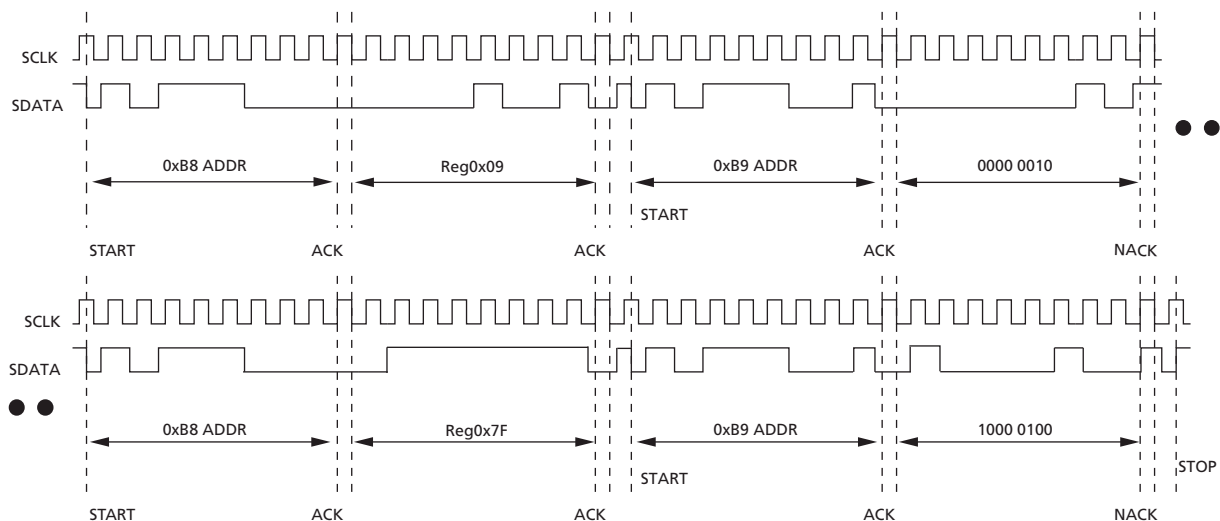 SCLK
SDATA
0xB8 ADDR Reg0x09 0xB9 ADDR 0000 0010
START
START ACK ACK ACK NACK
SCLK
SDATA
0xB8 ADDR Reg0x7F 0xB9 ADDR 1000 0100
START STOP
START ACK ACK ACK NACK